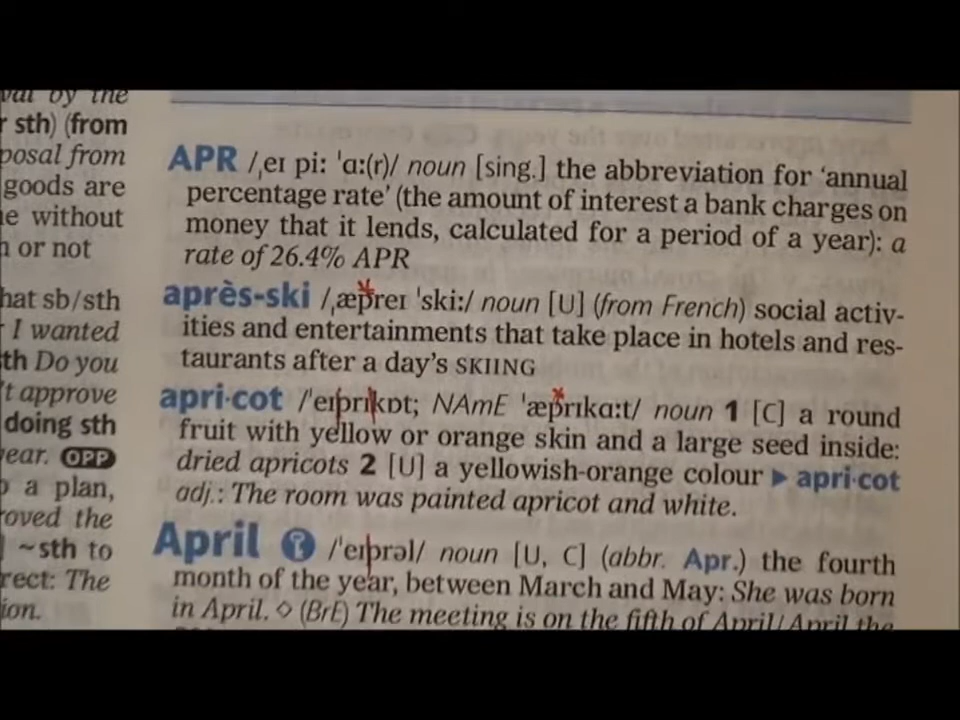 val by the
r sth) (from
posal from
goods are
e without
n or not
hat sb/sth
I wanted
th Do you
't approve
doing sth
ear. OPP
o a plan,
roved the
~sth to
rect: The
ion.
APR /ˌeɪ piː ˈɑː(r)/ noun [sing.] the abbreviation for ‘annual
percentage rate’ (the amount of interest a bank charges on
money that it lends, calculated for a period of a year): a
rate of 26.4% APR
après-ski /ˌæpreɪ ˈskiː/ noun [U] (from French) social activ-
ities and entertainments that take place in hotels and res-
taurants after a day's SKIING
apri·cot /ˈeɪprɪkɒt; NAmE ˈæprɪkɑːt/ noun 1 [C] a round
fruit with yellow or orange skin and a large seed inside:
dried apricots 2 [U] a yellowish-orange colour ▶ apri·cot
adj.: The room was painted apricot and white.
April /ˈeɪprəl/ noun [U, C] (abbr. Apr.) the fourth
month of the year, between March and May: She was born
in April. ◇ (BrE) The meeting is on the fifth of April/April the